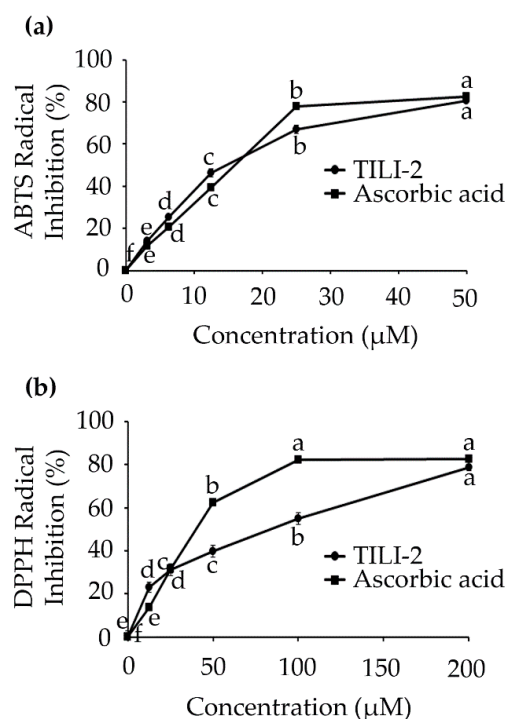 (a)
100
80
60
40
20
0
ABTS Radical
Inhibition (%)
f
e
e
d
d
c
c
b
b
a
a
TILI-2
Ascorbic acid
0 10 20 30 40 50
Concentration (µM)
(b)
100
80
60
40
20
0
DPPH Radical
Inhibition (%)
e
f
d
e
c
d
b
c
a
b
a
a
TILI-2
Ascorbic acid
0 50 100 150 200
Concentration (µM)